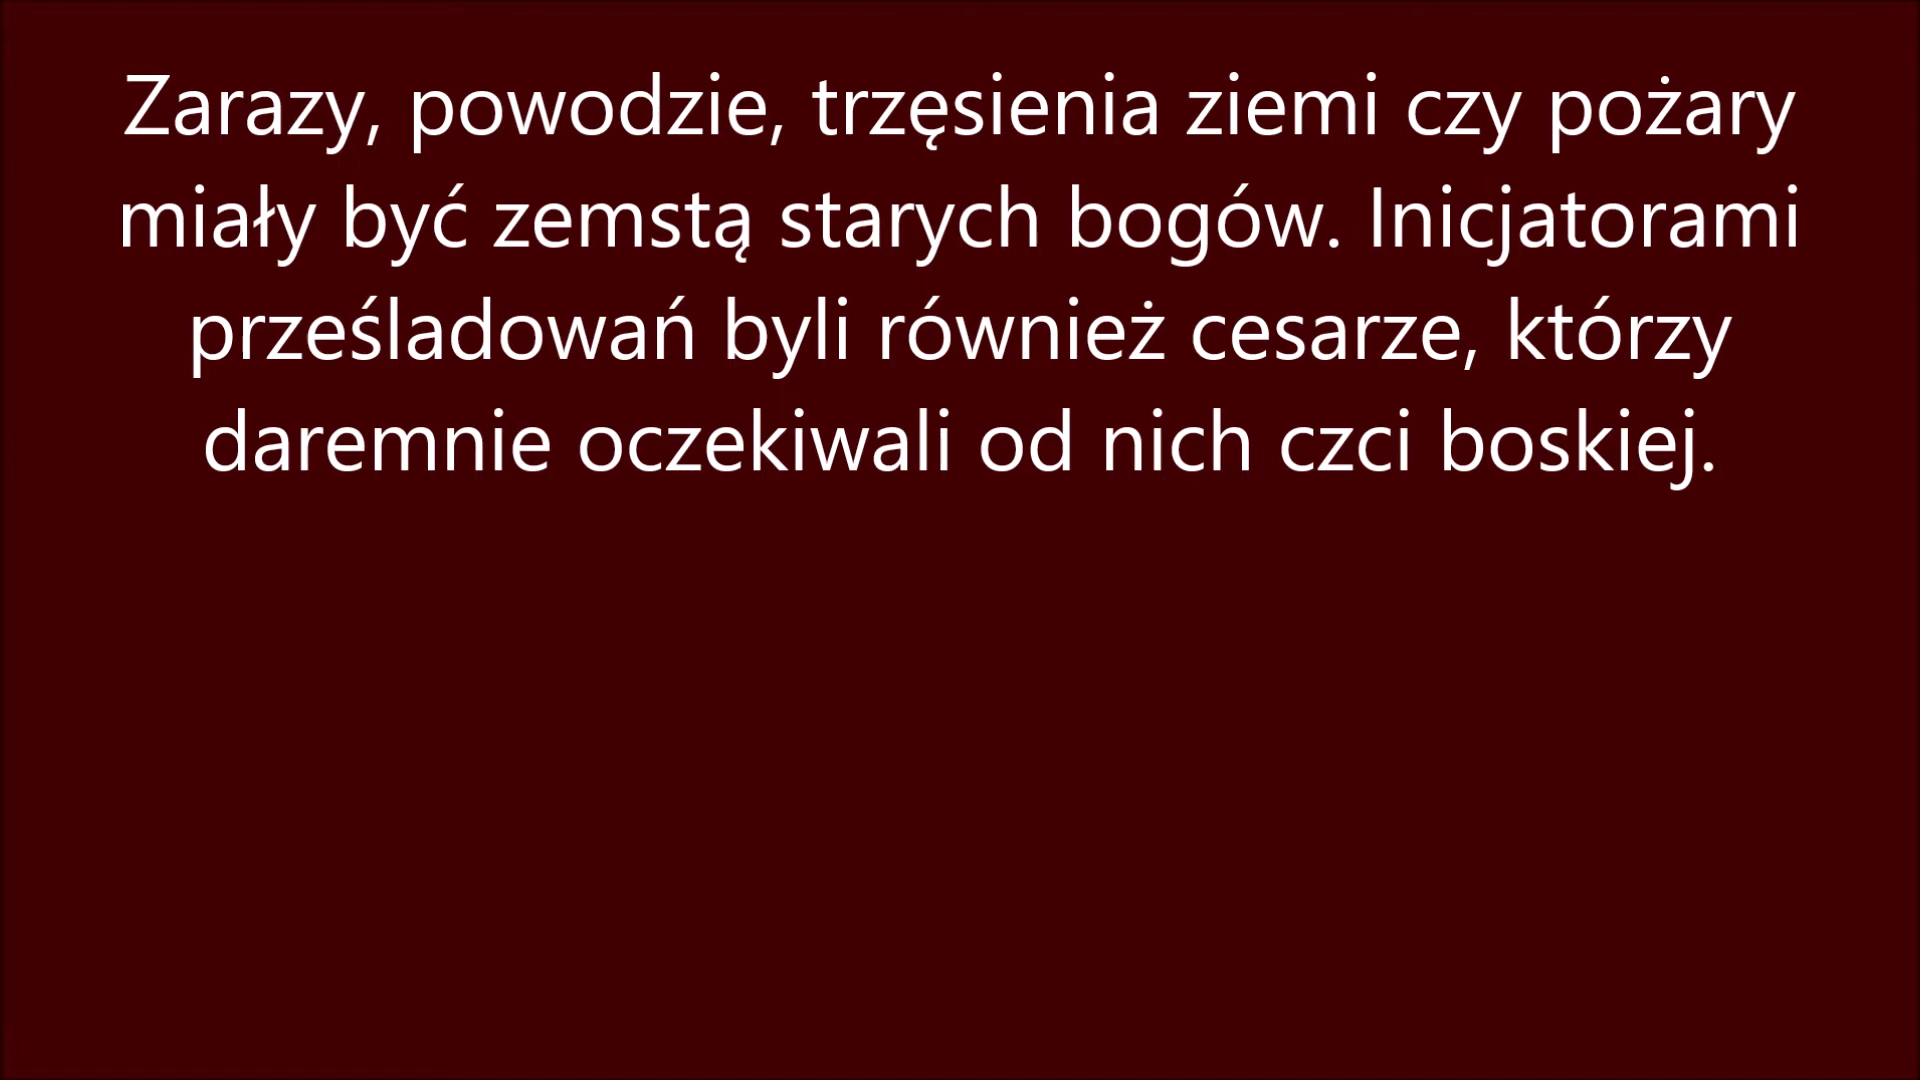 Zarazy, powodzie, trzęsienia ziemi czy pożary
miały być zemstą starych bogów. Inicjatorami
prześladowań byli również cesarze, którzy
daremnie oczekiwali od nich czci boskiej.